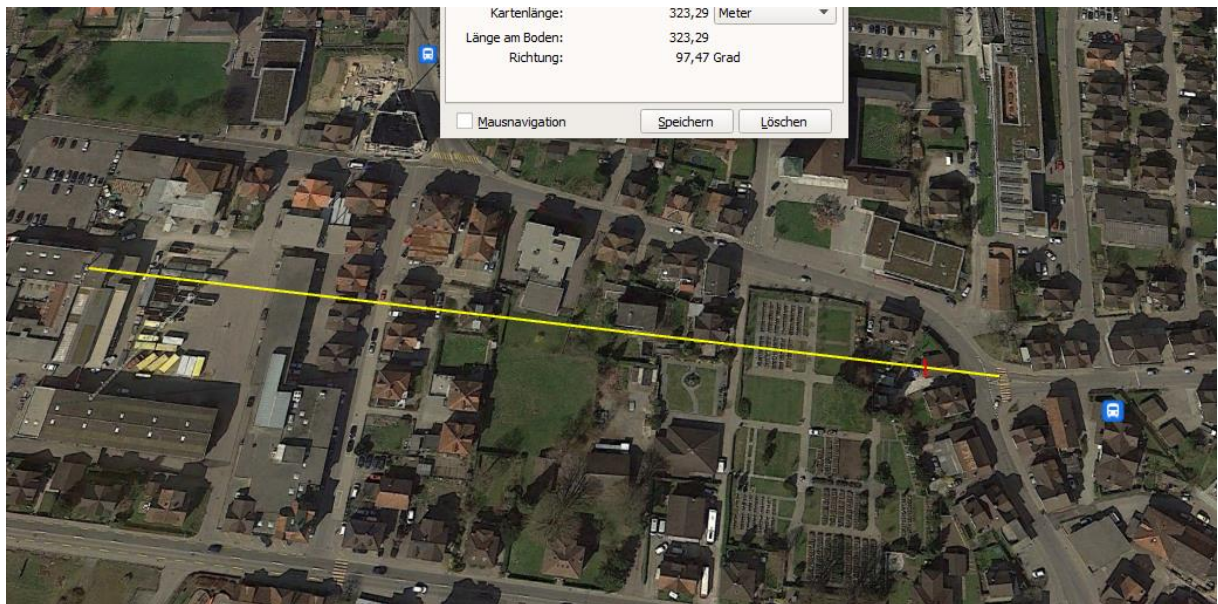 Kartenlänge: 323,29 Meter
Länge am Boden: 323,29
Richtung: 97,47 Grad
Mausnavigation Speichern Löschen